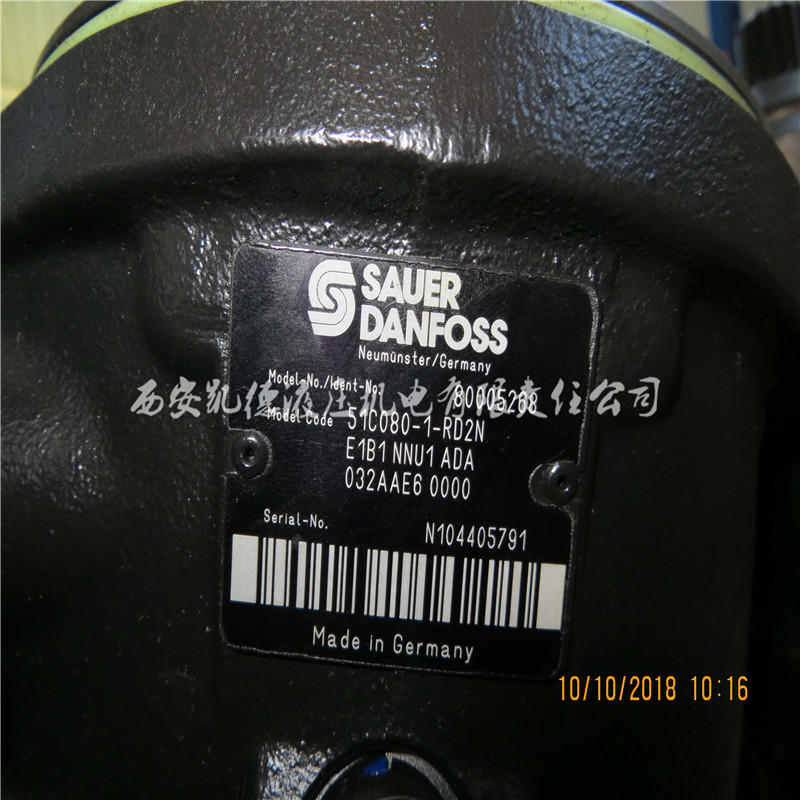 SAUER
DANFOSS
Neumünster/Germany
Model-No./Ident-No. 80005268
西安凯德液压机电有限责任公司
Model Code 51C080-1-RD2N
E1B1 NNU1 ADA
032AAE6 0000
Serial-No. N104405791
Made in Germany
10/10/2018 10:16